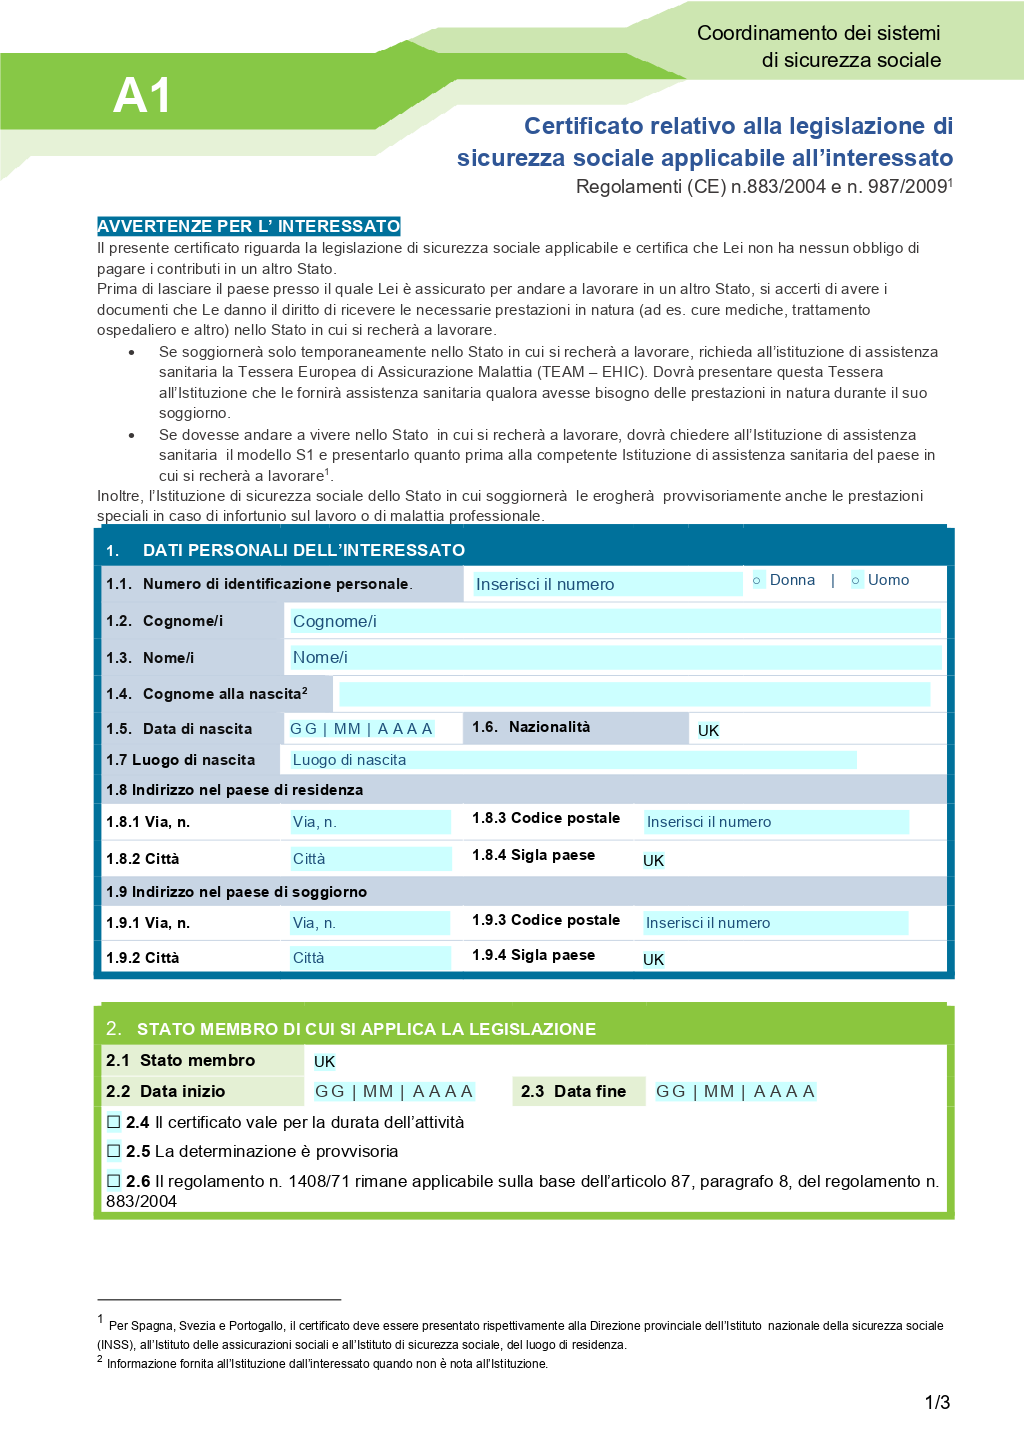 Coordinamento dei sistemi
di sicurezza sociale
A1
Certificato relativo alla legislazione di
sicurezza sociale applicabile all’interessato
Regolamenti (CE) n.883/2004 e n. 987/2009¹
AVVERTENZE PER L’ INTERESSATO
Il presente certificato riguarda la legislazione di sicurezza sociale applicabile e certifica che Lei non ha nessun obbligo di
pagare i contributi in un altro Stato.
Prima di lasciare il paese presso il quale Lei è assicurato per andare a lavorare in un altro Stato, si accerti di avere i
documenti che Le danno il diritto di ricevere le necessarie prestazioni in natura (ad es. cure mediche, trattamento
ospedaliero e altro) nello Stato in cui si recherà a lavorare.
• Se soggiornerà solo temporaneamente nello Stato in cui si recherà a lavorare, richieda all’istituzione di assistenza
sanitaria la Tessera Europea di Assicurazione Malattia (TEAM – EHIC). Dovrà presentare questa Tessera
all’Istituzione che le fornirà assistenza sanitaria qualora avesse bisogno delle prestazioni in natura durante il suo
soggiorno.
• Se dovesse andare a vivere nello Stato in cui si recherà a lavorare, dovrà chiedere all’Istituzione di assistenza
sanitaria il modello S1 e presentarlo quanto prima alla competente Istituzione di assistenza sanitaria del paese in
cui si recherà a lavorare¹.
Inoltre, l’Istituzione di sicurezza sociale dello Stato in cui soggiornerà le erogherà provvisoriamente anche le prestazioni
speciali in caso di infortunio sul lavoro o di malattia professionale.
1. DATI PERSONALI DELL’INTERESSATO
1.1. Numero di identificazione personale. Inserisci il numero ○ Donna | ○ Uomo
1.2. Cognome/i Cognome/i
1.3. Nome/i Nome/i
1.4. Cognome alla nascita²
1.5. Data di nascita G G | MM | A A A A 1.6. Nazionalità UK
1.7 Luogo di nascita Luogo di nascita
1.8 Indirizzo nel paese di residenza
1.8.1 Via, n. Via, n. 1.8.3 Codice postale Inserisci il numero
1.8.2 Città Città 1.8.4 Sigla paese UK
1.9 Indirizzo nel paese di soggiorno
1.9.1 Via, n. Via, n. 1.9.3 Codice postale Inserisci il numero
1.9.2 Città Città 1.9.4 Sigla paese UK
2. STATO MEMBRO DI CUI SI APPLICA LA LEGISLAZIONE
2.1 Stato membro UK
2.2 Data inizio G G | MM | A A A A 2.3 Data fine G G | MM | A A A A
☐ 2.4 Il certificato vale per la durata dell’attività
☐ 2.5 La determinazione è provvisoria
☐ 2.6 Il regolamento n. 1408/71 rimane applicabile sulla base dell’articolo 87, paragrafo 8, del regolamento n.
883/2004
¹ Per Spagna, Svezia e Portogallo, il certificato deve essere presentato rispettivamente alla Direzione provinciale dell’Istituto nazionale della sicurezza sociale
(INSS), all’Istituto delle assicurazioni sociali e all’Istituto di sicurezza sociale, del luogo di residenza.
² Informazione fornita all’Istituzione dall’interessato quando non è nota all’Istituzione.
1/3